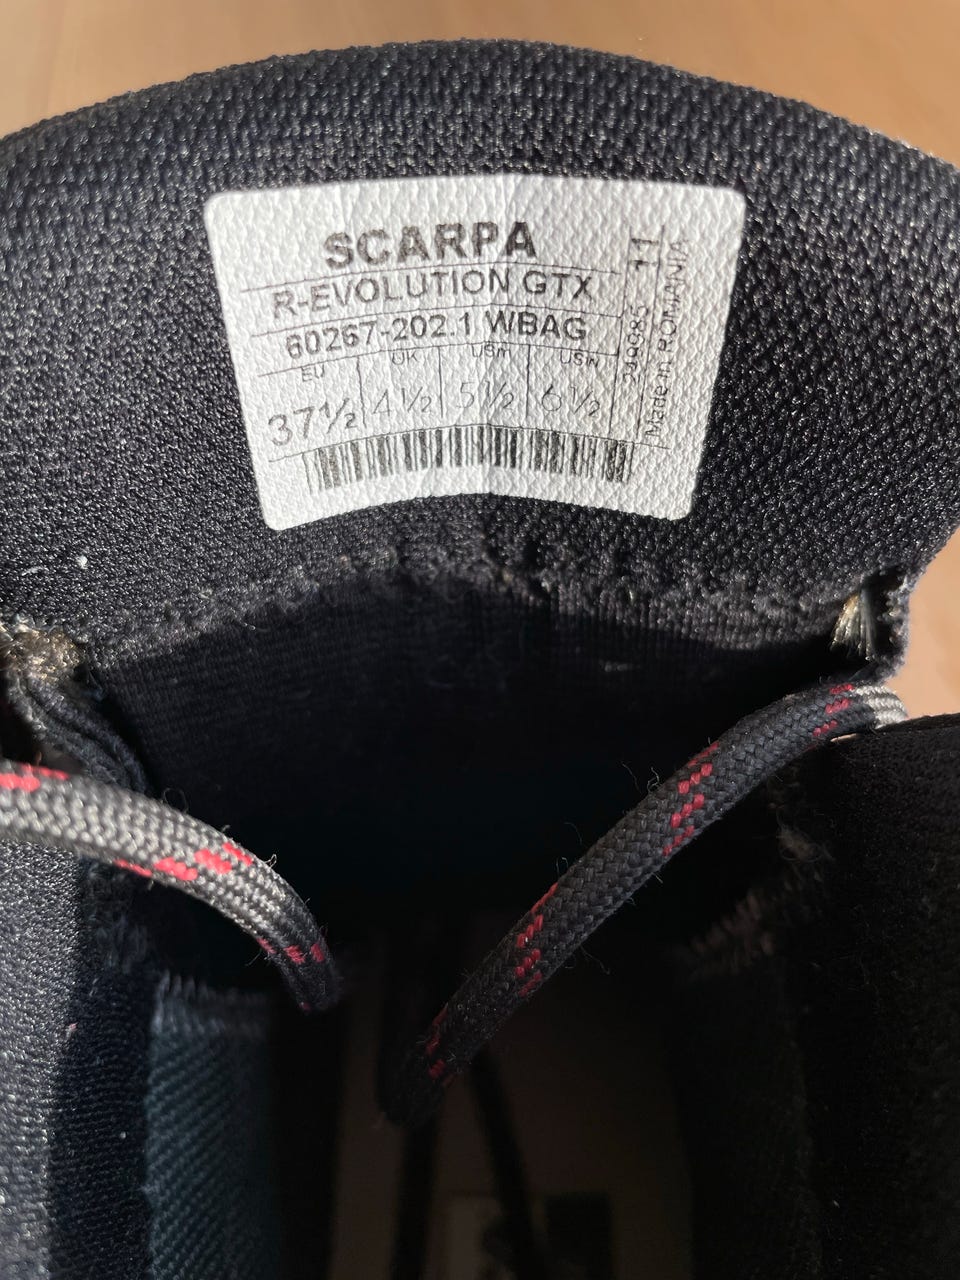 SCARPA
R-EVOLUTION GTX
60267-202.1 WBAG
EU UK USm USw
37½ 4½ 5½ 6½
11
Made in ROMANIA